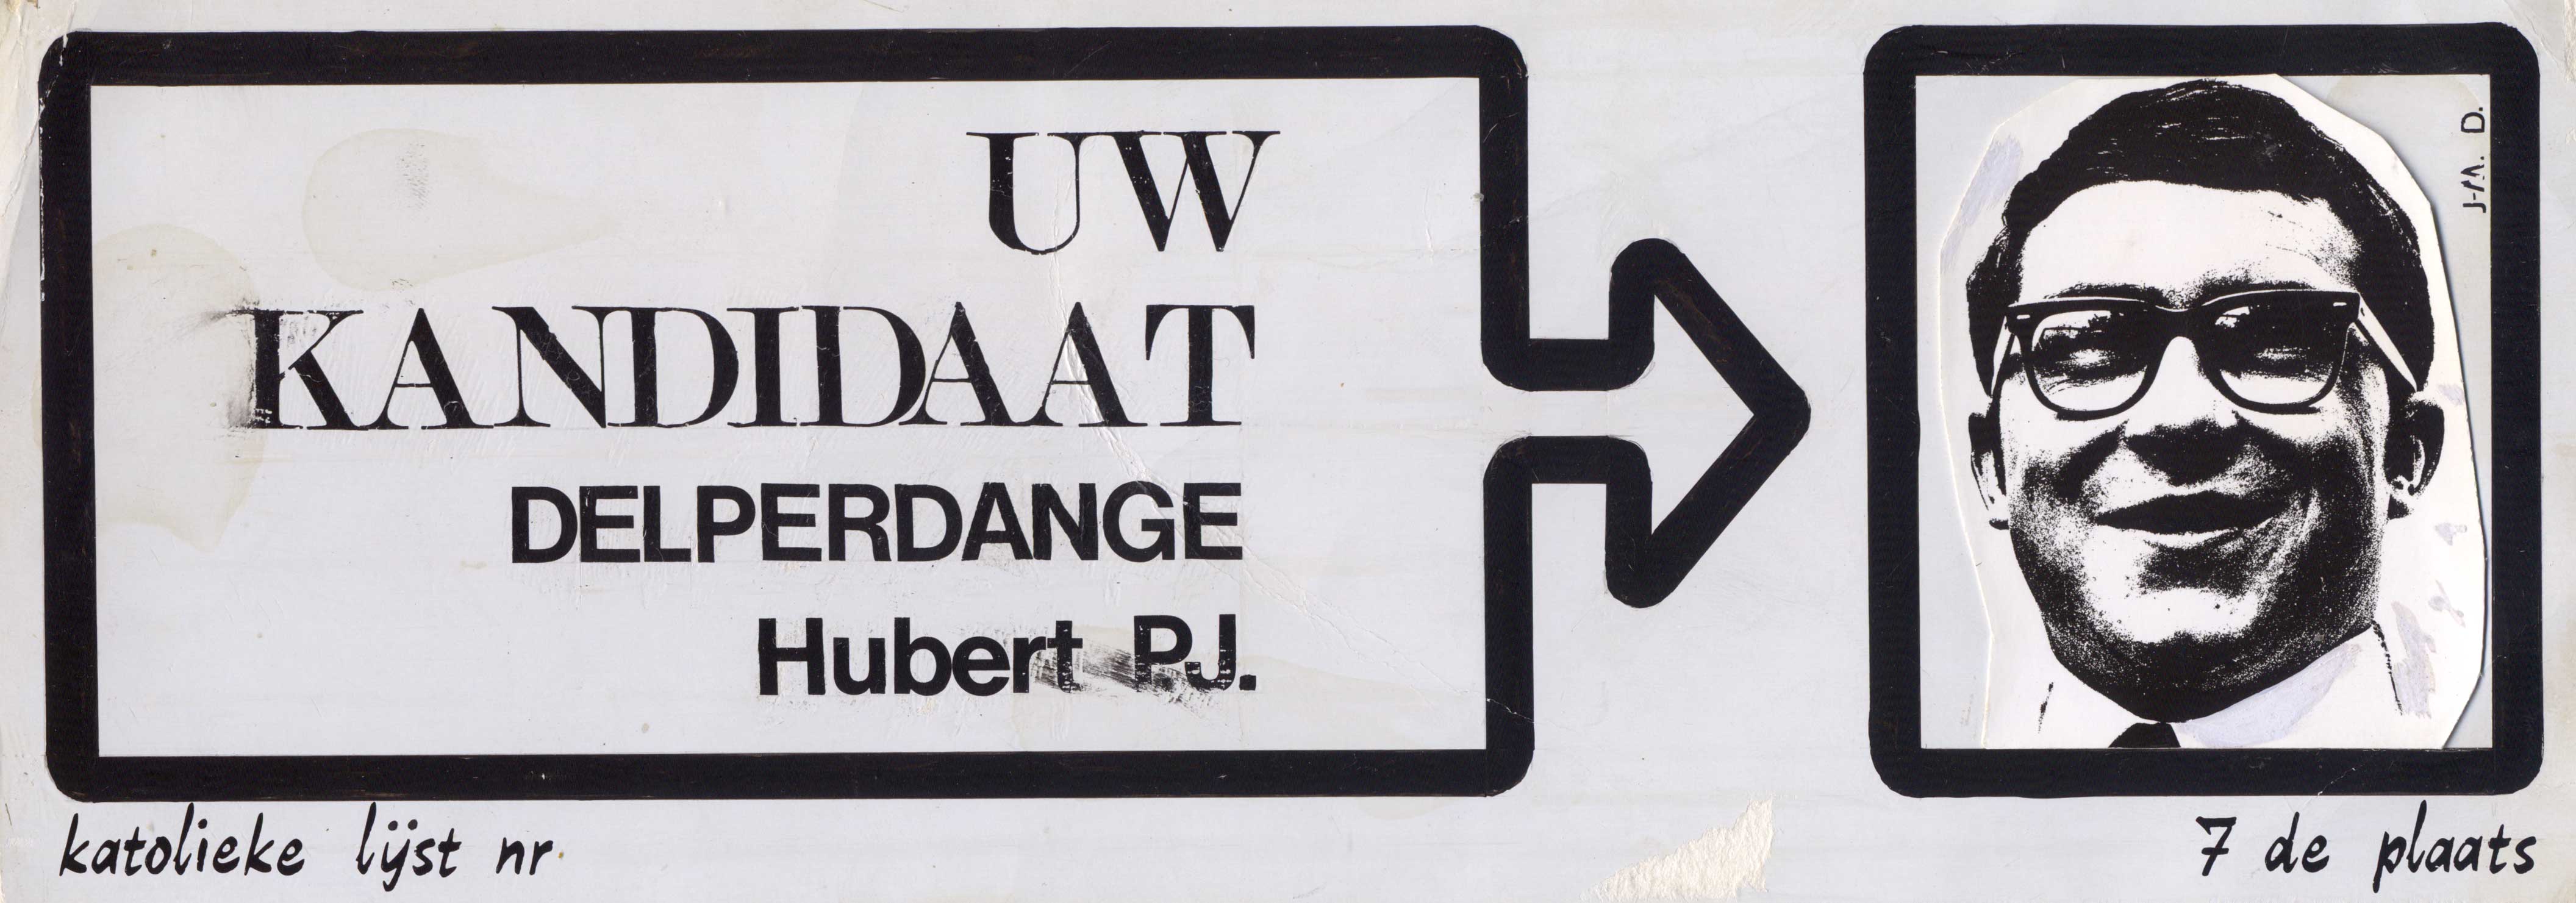 UW
KANDIDAAT
DELPERDANGE
Hubert P.J.
J-M. D.
katolieke lijst nr
7 de plaats